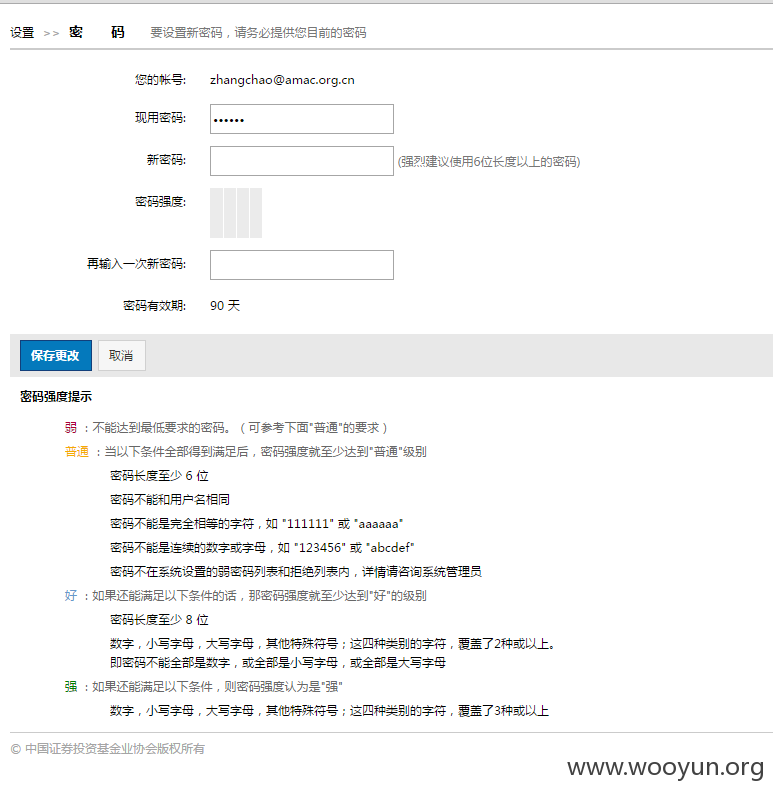 设置 >> 密 码 要设置新密码，请务必提供您目前的密码
您的帐号: zhangchao@amac.org.cn
现用密码: ••••••
新密码: (强烈建议使用6位长度以上的密码)
密码强度:
再输入一次新密码:
密码有效期: 90 天
保存更改 取消
密码强度提示
弱 ：不能达到最低要求的密码。（可参考下面"普通"的要求）
普通 ：当以下条件全部得到满足后，密码强度就至少达到"普通"级别
密码长度至少 6 位
密码不能和用户名相同
密码不能是完全相等的字符，如 "111111" 或 "aaaaaa"
密码不能是连续的数字或字母，如 "123456" 或 "abcdef"
密码不在系统设置的弱密码列表和拒绝列表内，详情请咨询系统管理员
好 ：如果还能满足以下条件的话，那密码强度就至少达到"好"的级别
密码长度至少 8 位
数字，小写字母，大写字母，其他特殊符号；这四种类别的字符，覆盖了2种或以上。
即密码不能全部是数字，或全部是小写字母，或全部是大写字母
强 ：如果还能满足以下条件，则密码强度认为是"强"
数字，小写字母，大写字母，其他特殊符号；这四种类别的字符，覆盖了3种或以上
© 中国证券投资基金业协会版权所有
www.wooyun.org